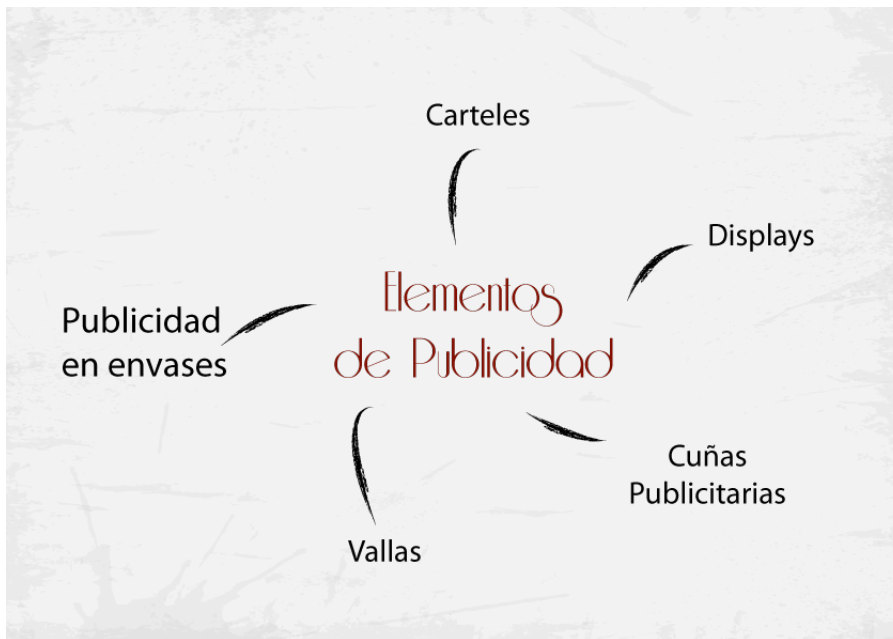 Carteles
Displays
Elementos
de Publicidad
Publicidad
en envases
Cuñas
Publicitarias
Vallas